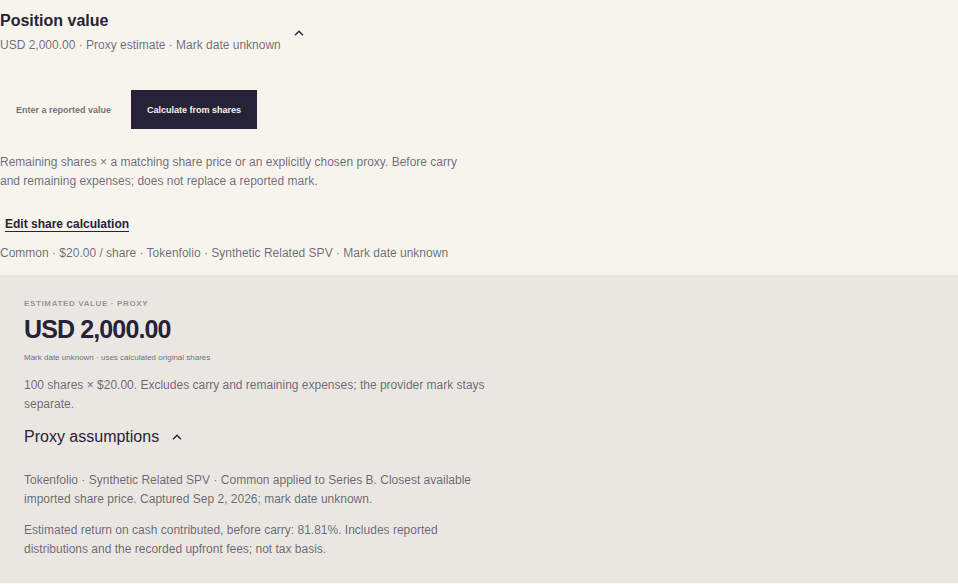 Position value
USD 2,000.00 · Proxy estimate · Mark date unknown
Enter a reported value
Calculate from shares
Remaining shares × a matching share price or an explicitly chosen proxy. Before carry
and remaining expenses; does not replace a reported mark.
Edit share calculation
Common · $20.00 / share · Tokenfolio · Synthetic Related SPV · Mark date unknown
ESTIMATED VALUE · PROXY
USD 2,000.00
Mark date unknown · uses calculated original shares
100 shares × $20.00. Excludes carry and remaining expenses; the provider mark stays
separate.
Proxy assumptions
Tokenfolio · Synthetic Related SPV · Common applied to Series B. Closest available
imported share price. Captured Sep 2, 2026; mark date unknown.
Estimated return on cash contributed, before carry: 81.81%. Includes reported
distributions and the recorded upfront fees; not tax basis.